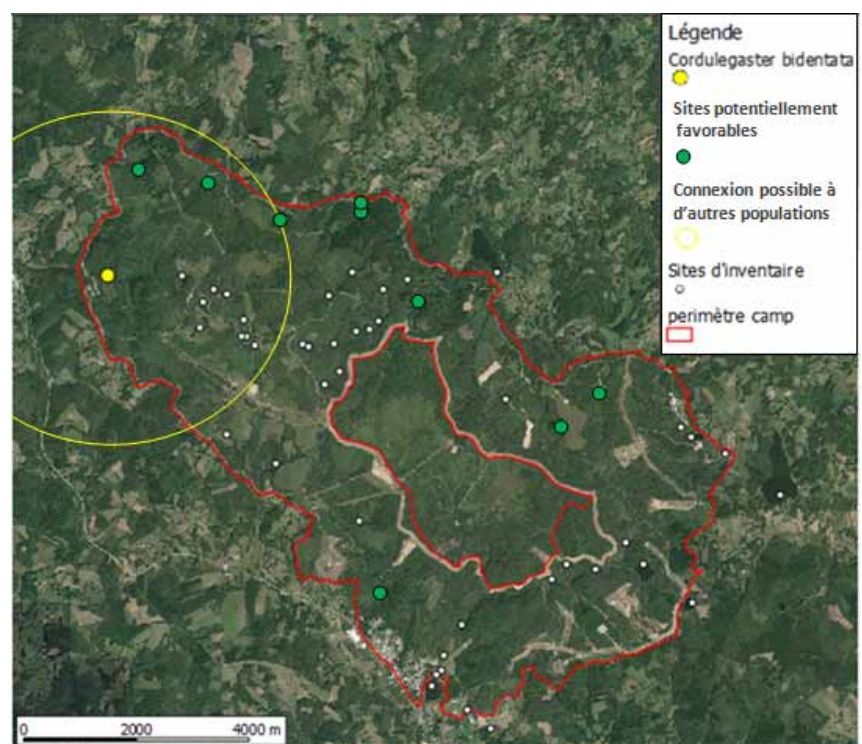 Légende
Cordulegaster bidentata
Sites potentiellement
favorables
Connexion possible à
d'autres populations
Sites d'inventaire
perimètre camp
0 2000 4000 m